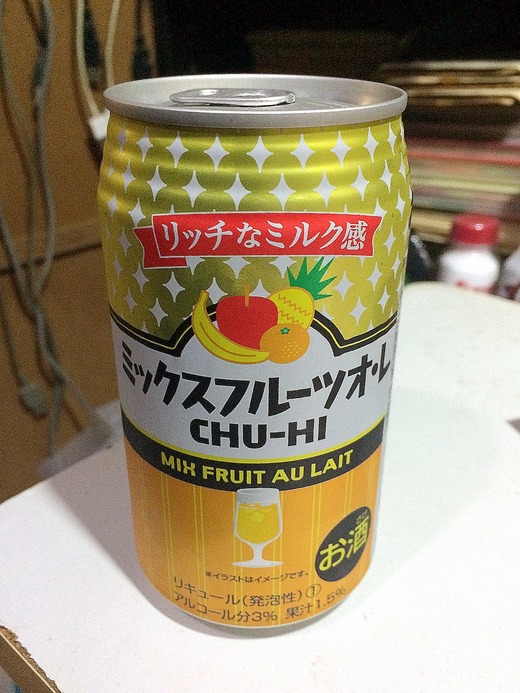 リッチなミルク感
ミックスフルーツオ・レ
CHU-HI
MIX FRUIT AU LAIT
お酒
※イラストはイメージです。
リキュール(発泡性)①
アルコール分3% 果汁1.5%